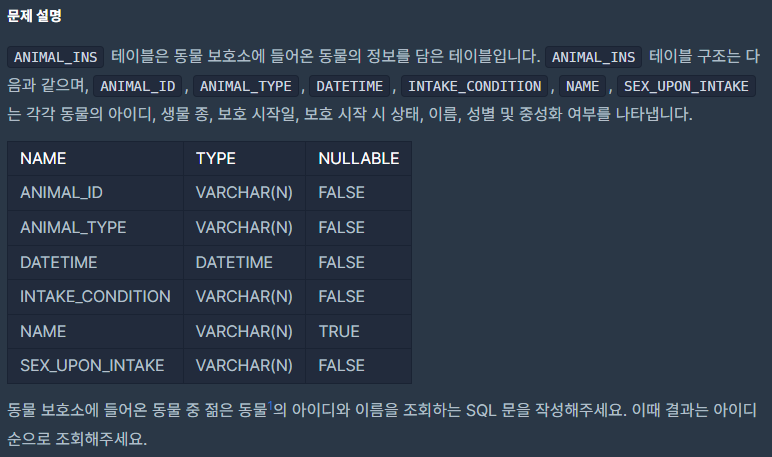 문제 설명
ANIMAL_INS 테이블은 동물 보호소에 들어온 동물의 정보를 담은 테이블입니다. ANIMAL_INS 테이블 구조는 다
음과 같으며, ANIMAL_ID , ANIMAL_TYPE , DATETIME , INTAKE_CONDITION , NAME , SEX_UPON_INTAKE
는 각각 동물의 아이디, 생물 종, 보호 시작일, 보호 시작 시 상태, 이름, 성별 및 중성화 여부를 나타냅니다.
NAME TYPE NULLABLE
ANIMAL_ID VARCHAR(N) FALSE
ANIMAL_TYPE VARCHAR(N) FALSE
DATETIME DATETIME FALSE
INTAKE_CONDITION VARCHAR(N) FALSE
NAME VARCHAR(N) TRUE
SEX_UPON_INTAKE VARCHAR(N) FALSE
동물 보호소에 들어온 동물 중 젊은 동물1의 아이디와 이름을 조회하는 SQL 문을 작성해주세요. 이때 결과는 아이디
순으로 조회해주세요.